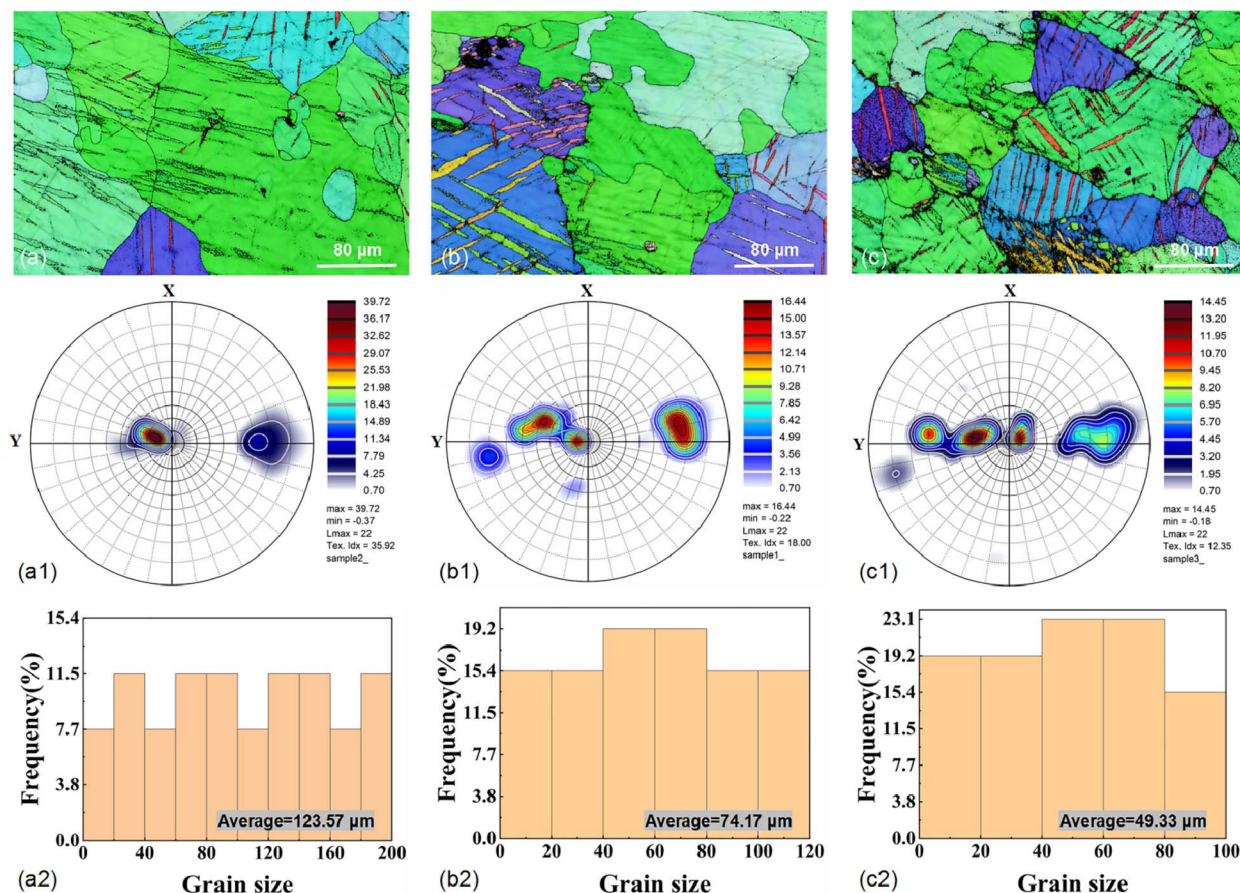 (a)
80 µm
(b)
80 µm
(c)
80 µm
X
Y
39.72
36.17
32.62
29.07
25.53
21.98
18.43
14.89
11.34
7.79
4.25
0.70
max = 39.72
min = -0.37
Lmax = 22
Tex. Idx = 35.92
sample2_
(a1)
X
Y
16.44
15.00
13.57
12.14
10.71
9.28
7.85
6.42
4.99
3.56
2.13
0.70
max = 16.44
min = -0.22
Lmax = 22
Tex. Idx = 18.00
sample1_
(b1)
X
Y
14.45
13.20
11.95
10.70
9.45
8.20
6.95
5.70
4.45
3.20
1.95
0.70
max = 14.45
min = -0.18
Lmax = 22
Tex. Idx = 12.35
sample3_
(c1)
Frequency(%)
15.4
11.5
7.7
3.8
0.0
Average=123.57 µm
0 40 80 120 160 200
(a2)
Grain size
Frequency(%)
19.2
15.4
11.5
7.7
3.8
0.0
Average=74.17 µm
0 20 40 60 80 100 120
(b2)
Grain size
Frequency(%)
23.1
19.2
15.4
11.5
7.7
3.8
0.0
Average=49.33 µm
0 20 40 60 80 100
(c2)
Grain size